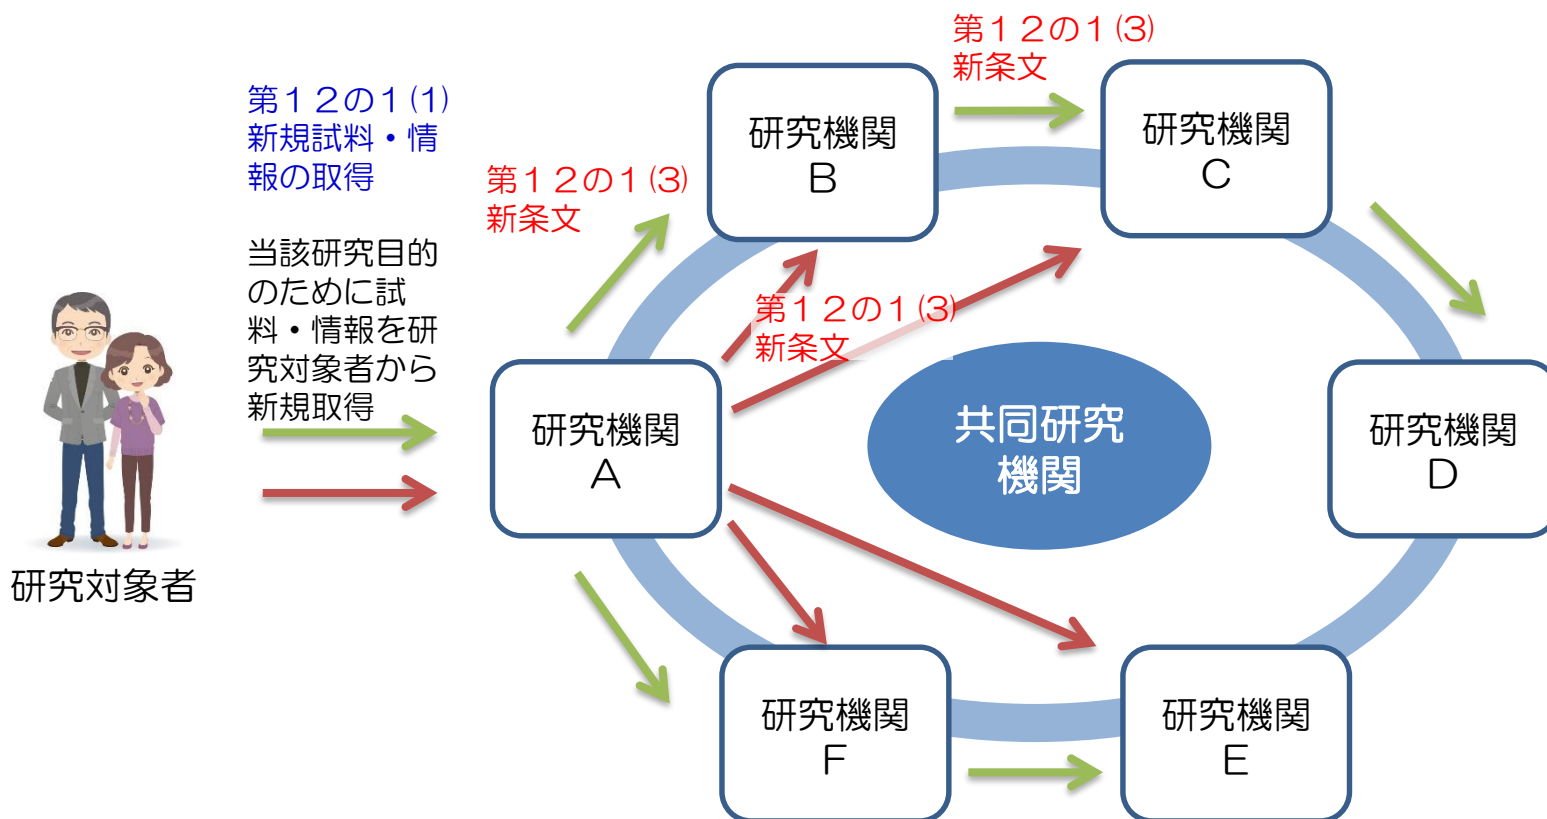 第１２の１⑴
新規試料・情
報の取得
当該研究目的
のために試
料・情報を研
究対象者から
新規取得
研究対象者
第１２の１⑶
新条文
第１２の１⑶
新条文
第１２の１⑶
新条文
研究機関
A
研究機関
B
研究機関
C
研究機関
D
研究機関
E
研究機関
F
共同研究
機関